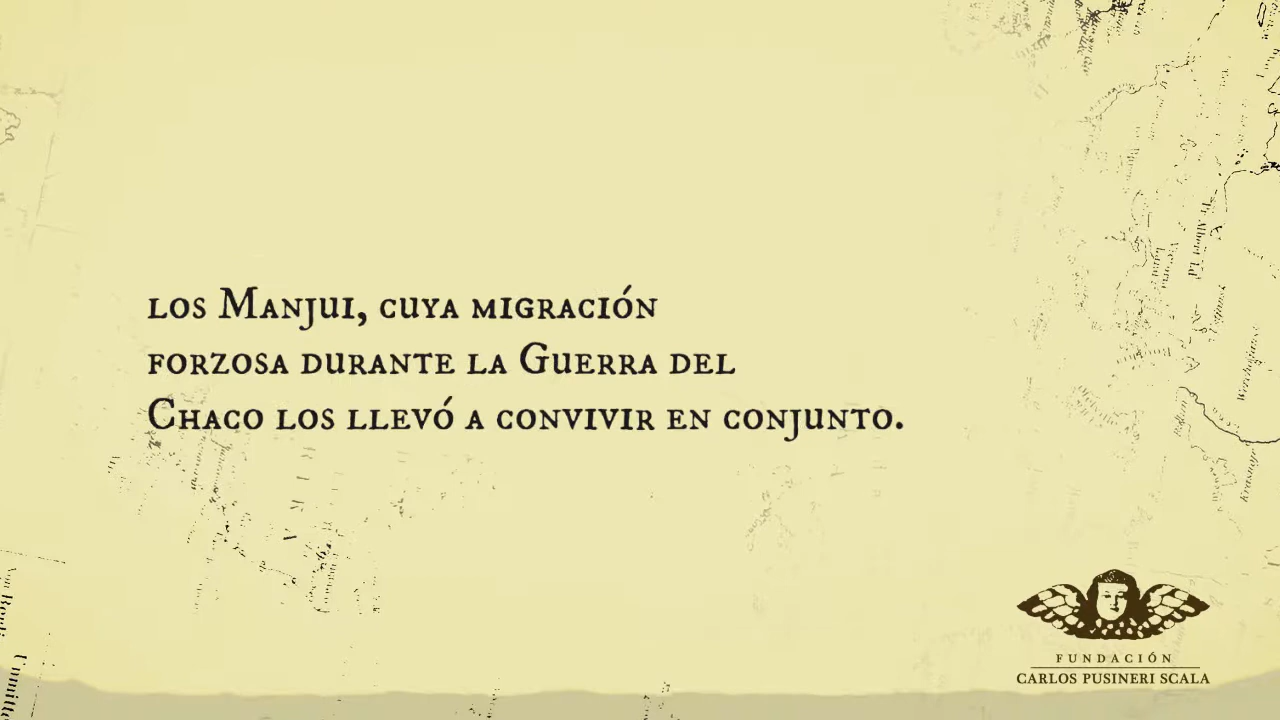 los Manjui, cuya migración
forzosa durante la Guerra del
Chaco los llevó a convivir en conjunto.
FUNDACIÓN
CARLOS PUSINERI SCALA